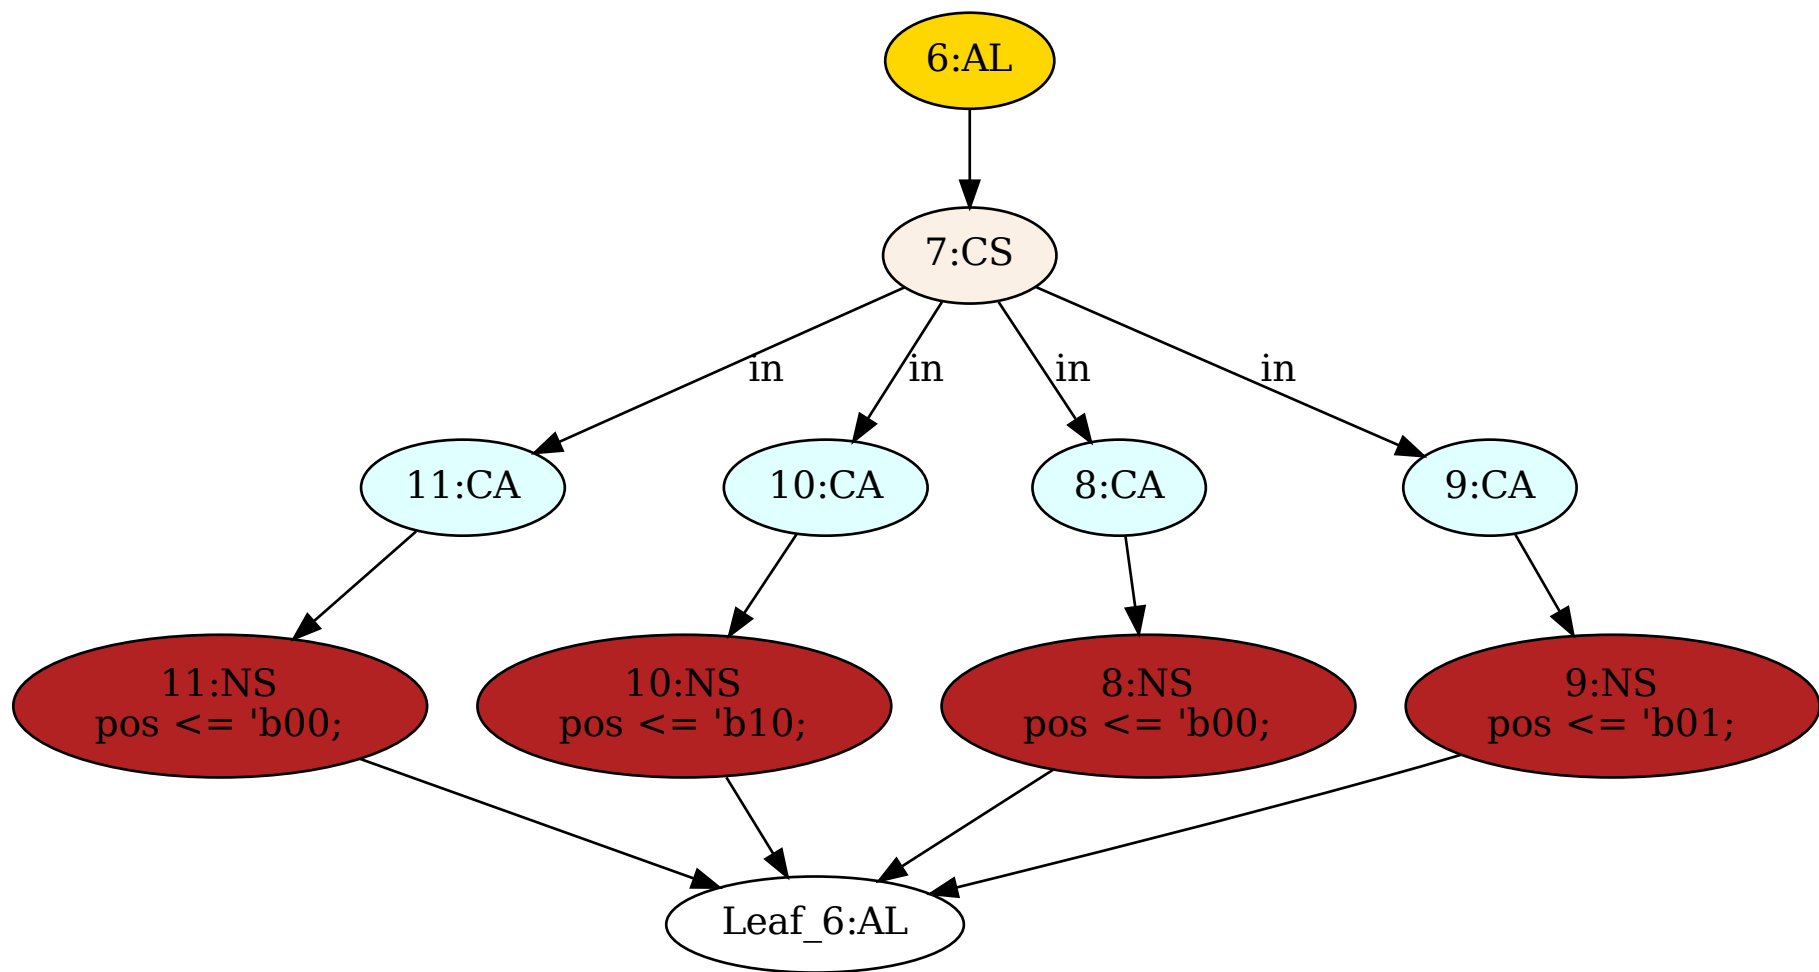 6:AL
7:CS
in
in
in
in
11:CA
10:CA
8:CA
9:CA
11:NS
pos <= 'b00;
10:NS
pos <= 'b10;
8:NS
pos <= 'b00;
9:NS
pos <= 'b01;
Leaf_6:AL